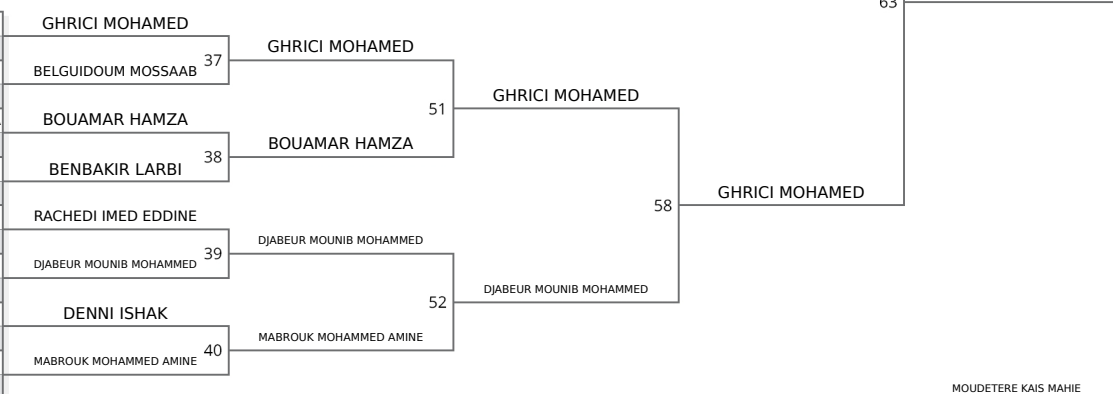 63
GHRICI MOHAMED
37
BELGUIDOUM MOSSAAB
GHRICI MOHAMED
BOUAMAR HAMZA
38
BENBAKIR LARBI
51
BOUAMAR HAMZA
GHRICI MOHAMED
RACHEDI IMED EDDINE
39
DJABEUR MOUNIB MOHAMMED
DJABEUR MOUNIB MOHAMMED
58
GHRICI MOHAMED
DENNI ISHAK
40
MABROUK MOHAMMED AMINE
52
MABROUK MOHAMMED AMINE
DJABEUR MOUNIB MOHAMMED
MOUDETERE KAIS MAHIE